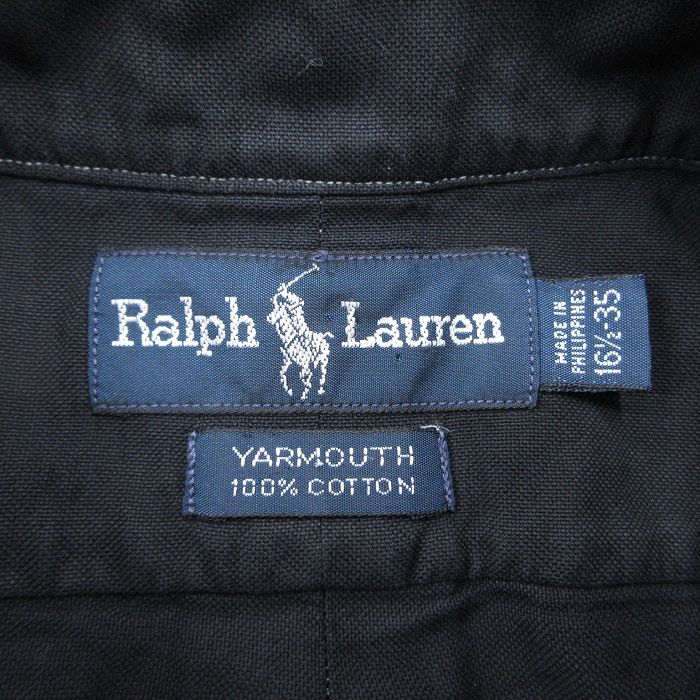 Ralph Lauren
MADE IN
PHILIPPINES
16½-35
YARMOUTH
100% COTTON